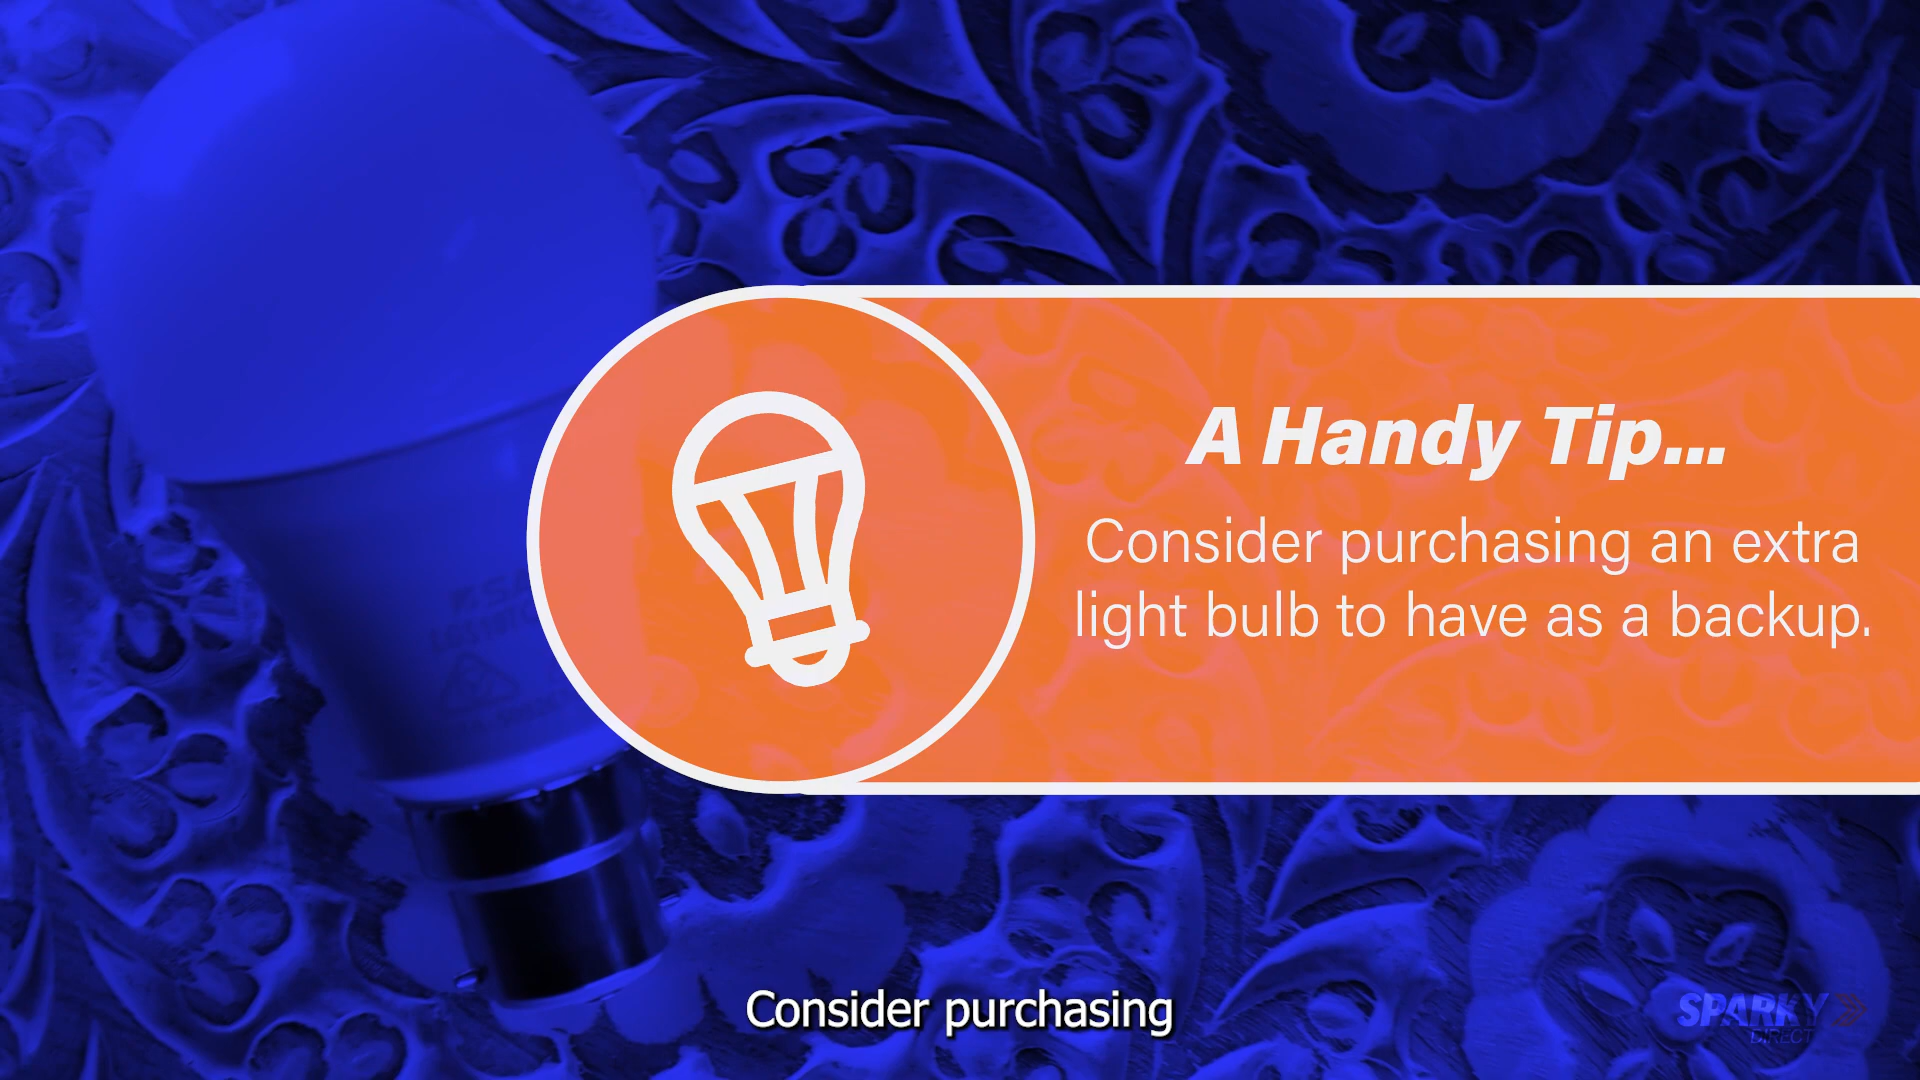 A Handy Tip...
Consider purchasing an extra
light bulb to have as a backup.
Consider purchasing
SPARKY
DIRECT